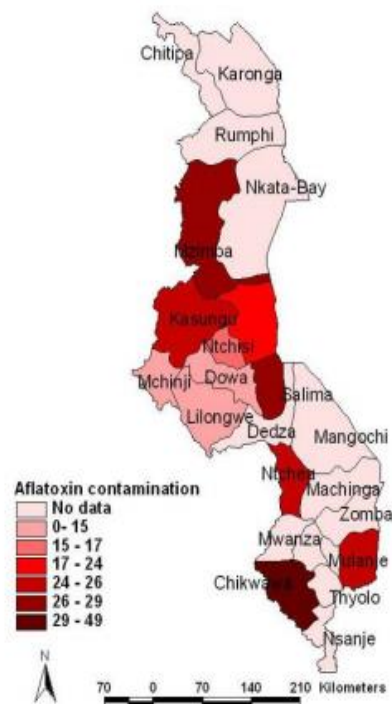 Chitipa
Karonga
Rumphi
Nkata-Bay
Mzimba
Kasungu
Ntchisi
Mchinji
Dowa
Salima
Lilongwe
Dedza
Mangochi
Ntcheu
Machinga
Zomba
Mwanza
Mulanje
Chikwawa
Thyolo
Nsanje
Aflatoxin contamination
No data
0- 15
15 - 17
17 - 24
24 - 26
26 - 29
29 - 49
N
70 0 70 140 210 Kilometers